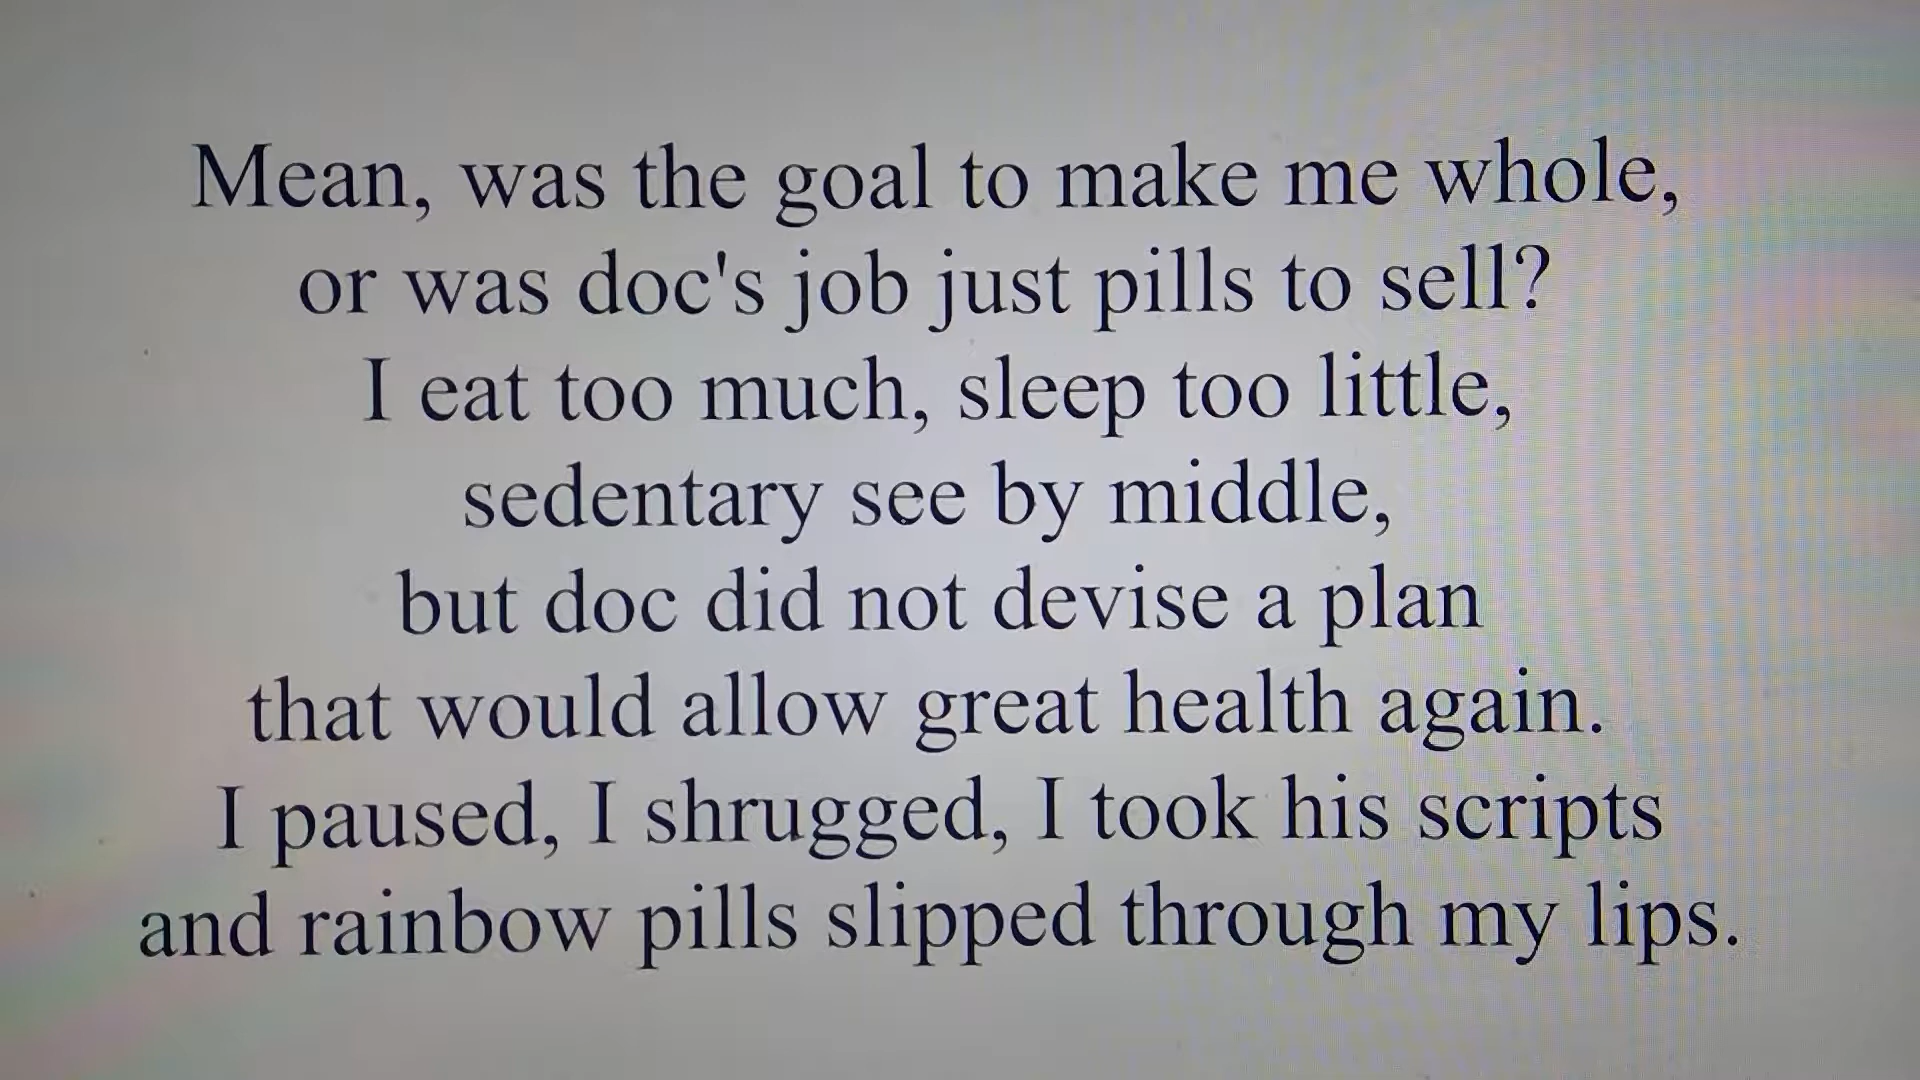 Mean, was the goal to make me whole,
or was doc's job just pills to sell?
I eat too much, sleep too little,
sedentary see by middle,
but doc did not devise a plan
that would allow great health again.
I paused, I shrugged, I took his scripts
and rainbow pills slipped through my lips.